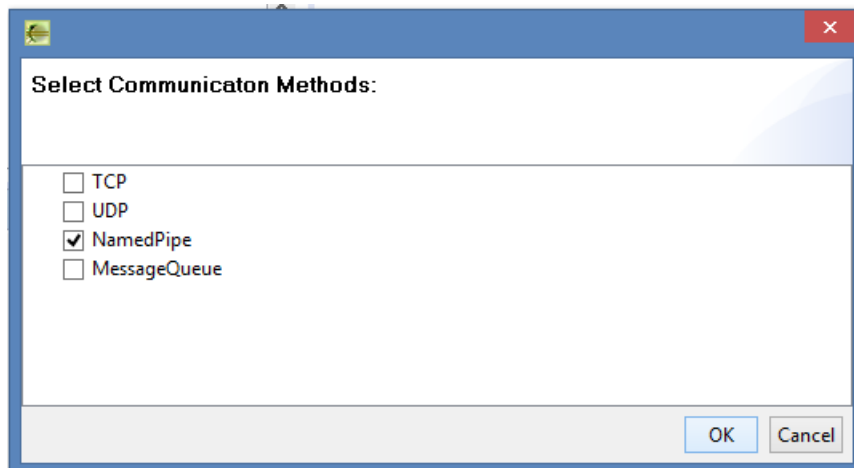 Select Communicaton Methods:
TCP
UDP
NamedPipe
MessageQueue
OK Cancel